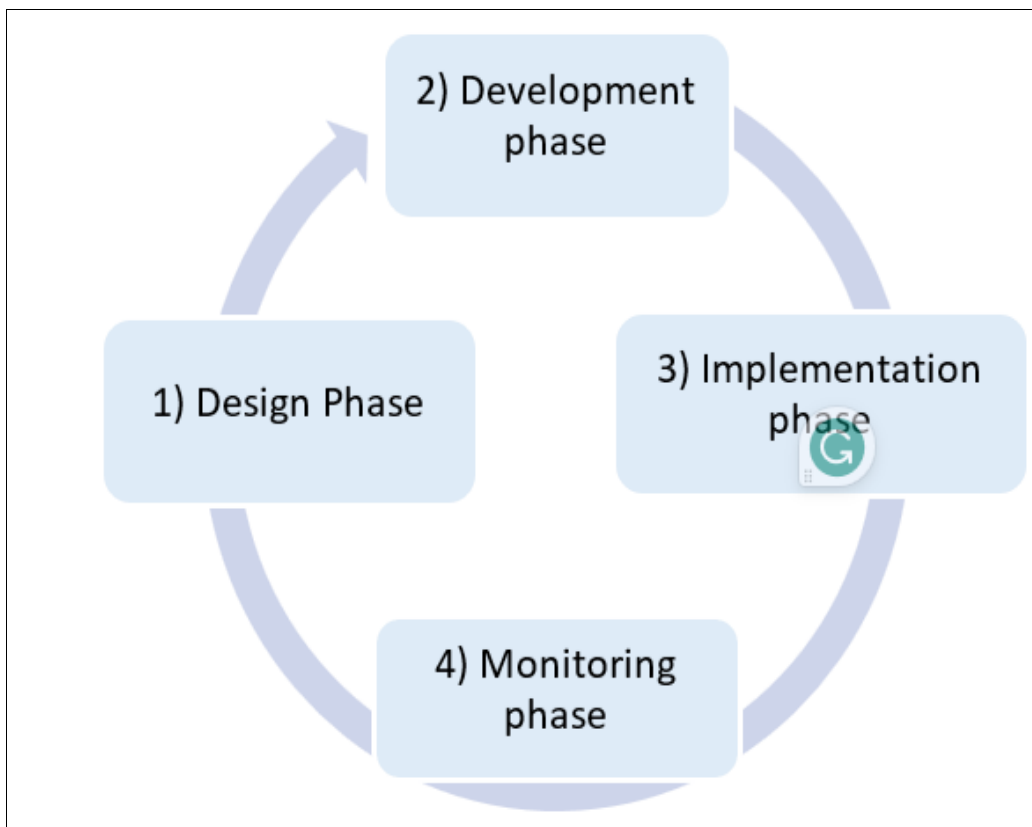 2) Development
phase
1) Design Phase
3) Implementation
phase
4) Monitoring
phase